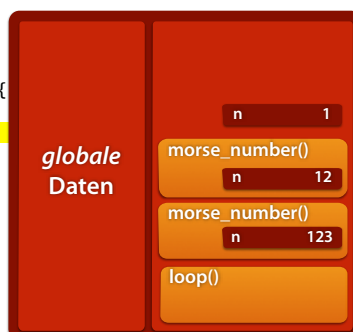 {
globale
Daten
n 1
morse_number()
n 12
morse_number()
n 123
loop()